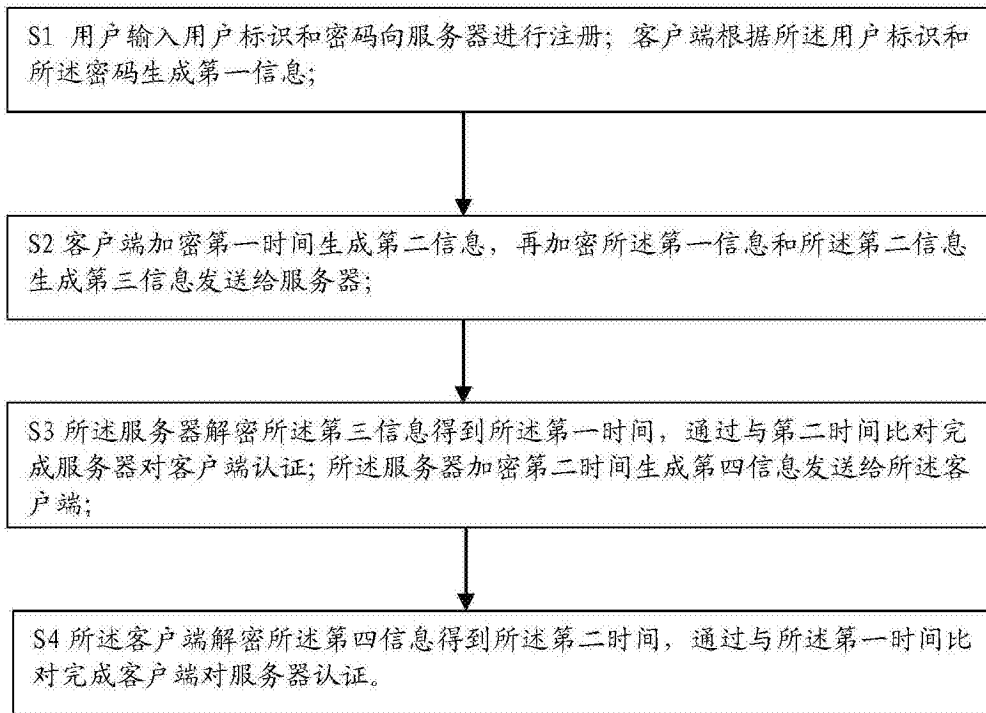 S1 用户输入用户标识和密码向服务器进行注册；客户端根据所述用户标识和
所述密码生成第一信息；
S2 客户端加密第一时间生成第二信息，再加密所述第一信息和所述第二信息
生成第三信息发送给服务器；
S3 所述服务器解密所述第三信息得到所述第一时间，通过与第二时间比对完
成服务器对客户端认证；所述服务器加密第二时间生成第四信息发送给所述客
户端；
S4 所述客户端解密所述第四信息得到所述第二时间，通过与所述第一时间比
对完成客户端对服务器认证。